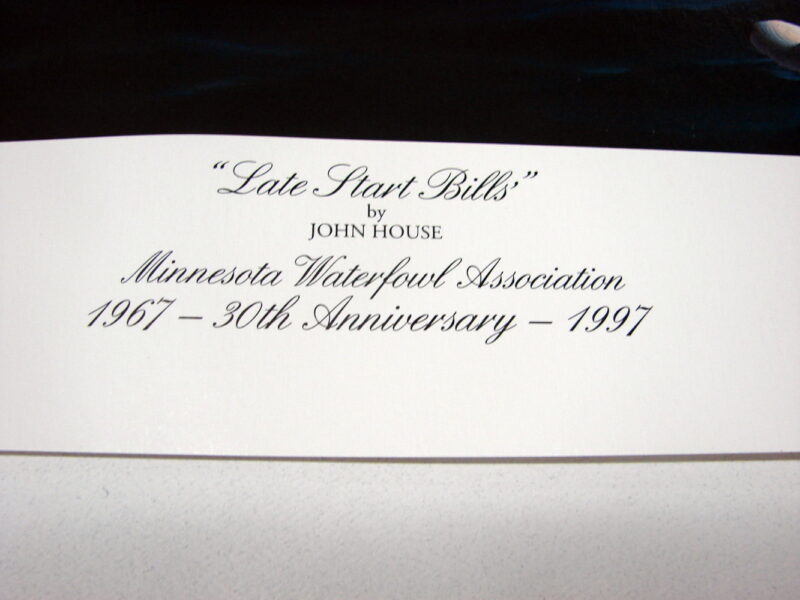 "Late Start Bills'"
by
JOHN HOUSE
Minnesota Waterfowl Association
1967 – 30th Anniversary – 1997